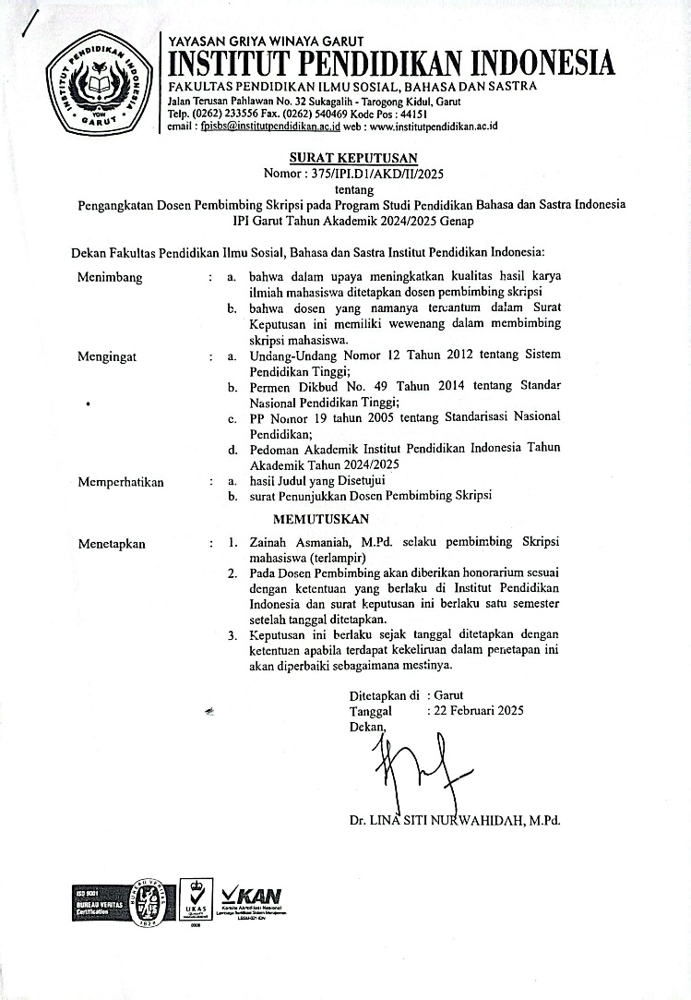 YAYASAN GRIYA WINAYA GARUT
INSTITUT PENDIDIKAN INDONESIA
FAKULTAS PENDIDIKAN ILMU SOSIAL, BAHASA DAN SASTRA
Jalan Terusan Pahlawan No. 32 Sukagalih - Tarogong Kidul, Garut
Telp. (0262) 233556 Fax. (0262) 540469 Kode Pos : 44151
email : fpisbs@institutpendidikan.ac.id web : www.institutpendidikan.ac.id
INSTITUT PENDIDIKAN INDONESIA
YGW
GARUT
SURAT KEPUTUSAN
Nomor : 375/IPI.D1/AKD/II/2025
tentang
Pengangkatan Dosen Pembimbing Skripsi pada Program Studi Pendidikan Bahasa dan Sastra Indonesia
IPI Garut Tahun Akademik 2024/2025 Genap
Dekan Fakultas Pendidikan Ilmu Sosial, Bahasa dan Sastra Institut Pendidikan Indonesia:
Menimbang : a. bahwa dalam upaya meningkatkan kualitas hasil karya
ilmiah mahasiswa ditetapkan dosen pembimbing skripsi
b. bahwa dosen yang namanya tercantum dalam Surat
Keputusan ini memiliki wewenang dalam membimbing
skripsi mahasiswa.
Mengingat : a. Undang-Undang Nomor 12 Tahun 2012 tentang Sistem
Pendidikan Tinggi;
b. Permen Dikbud No. 49 Tahun 2014 tentang Standar
Nasional Pendidikan Tinggi;
c. PP Nomor 19 tahun 2005 tentang Standarisasi Nasional
Pendidikan;
d. Pedoman Akademik Institut Pendidikan Indonesia Tahun
Akademik Tahun 2024/2025
Memperhatikan : a. hasil Judul yang Disetujui
b. surat Penunjukkan Dosen Pembimbing Skripsi
MEMUTUSKAN
Menetapkan : 1. Zainah Asmaniah, M.Pd. selaku pembimbing Skripsi
mahasiswa (terlampir)
2. Pada Dosen Pembimbing akan diberikan honorarium sesuai
dengan ketentuan yang berlaku di Institut Pendidikan
Indonesia dan surat keputusan ini berlaku satu semester
setelah tanggal ditetapkan.
3. Keputusan ini berlaku sejak tanggal ditetapkan dengan
ketentuan apabila terdapat kekeliruan dalam penetapan ini
akan diperbaiki sebagaimana mestinya.
Ditetapkan di : Garut
Tanggal : 22 Februari 2025
Dekan,
Dr. LINA SITI NURWAHIDAH, M.Pd.
ISO 9001
BUREAU VERITAS
Certification
BUREAU VERITAS
1828
UKAS
QUALITY
MANAGEMENT
0008
KAN
Komite Akreditasi Nasional